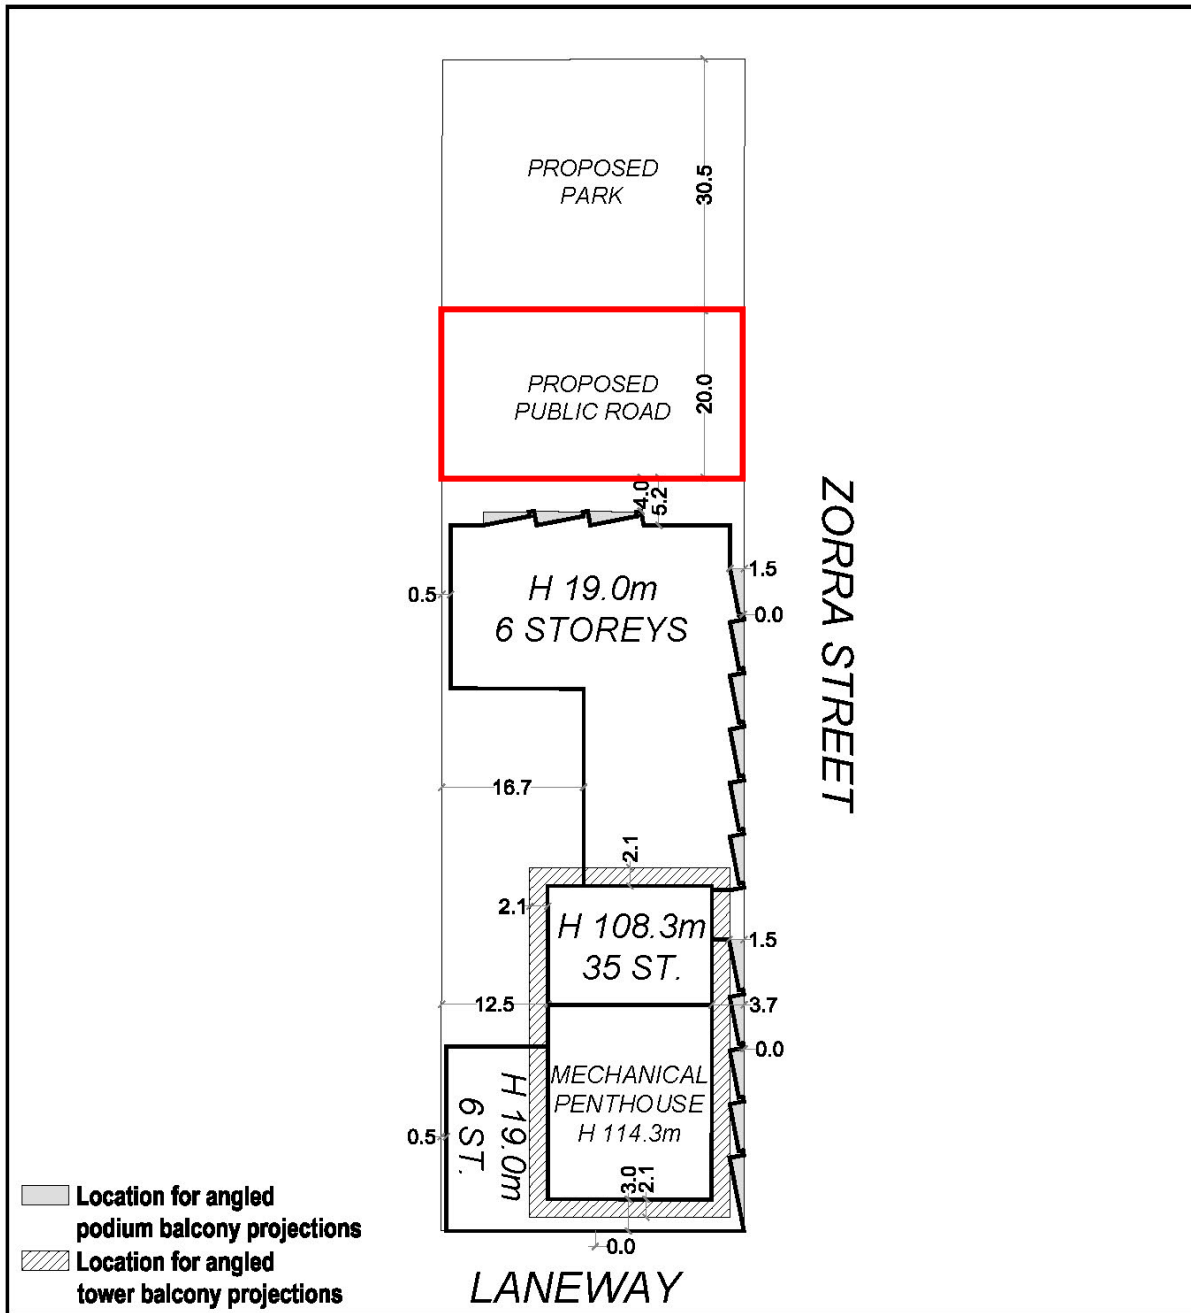 PROPOSED
PARK
30.5
PROPOSED
PUBLIC ROAD
20.0
4.0
5.2
ZORRA STREET
H 19.0m
6 STOREYS
0.5
1.5
0.0
16.7
2.1
2.1
H 108.3m
35 ST.
1.5
12.5
3.7
0.0
MECHANICAL
PENTHOUSE
H 114.3m
H 19.0m
6 ST.
0.5
3.0
2.1
0.0
LANEWAY
Location for angled
podium balcony projections
Location for angled
tower balcony projections